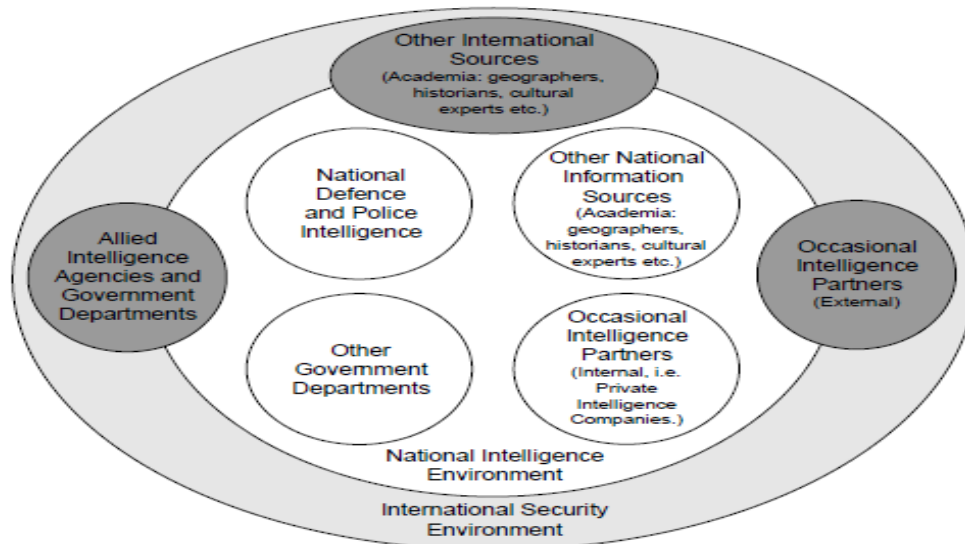 Other International
Sources
(Academia: geographers,
historians, cultural
experts etc.)
National
Defence
and Police
Intelligence
Other National
Information
Sources
(Academia:
geographers,
historians, cultural
experts etc.)
Allied
Intelligence
Agencies and
Government
Departments
Occasional
Intelligence
Partners
(External)
Other
Government
Departments
Occasional
Intelligence
Partners
(Internal, i.e.
Private
Intelligence
Companies.)
National Intelligence
Environment
International Security
Environment